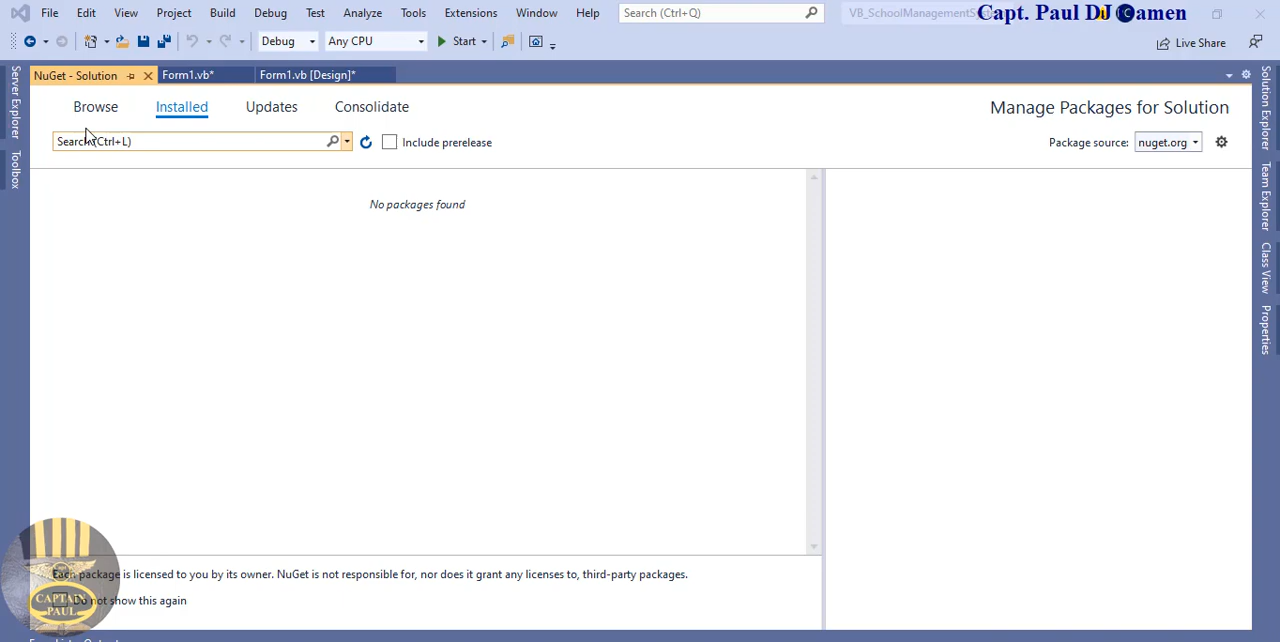 File Edit View Project Build Debug Test Analyze Tools Extensions Window Help Search (Ctrl+Q) VB_SchoolManagementSys Capt. Paul DJ Oamen
Debug Any CPU Start Live Share
NuGet - Solution Form1.vb* Form1.vb [Design]*
Browse Installed Updates Consolidate Manage Packages for Solution
Search (Ctrl+L) Include prerelease Package source: nuget.org
No packages found
Server Explorer
Toolbox
Solution Explorer
Team Explorer
Class View
Properties
Each package is licensed to you by its owner. NuGet is not responsible for, nor does it grant any licenses to, third-party packages.
Do not show this again
CAPTAIN
PAUL